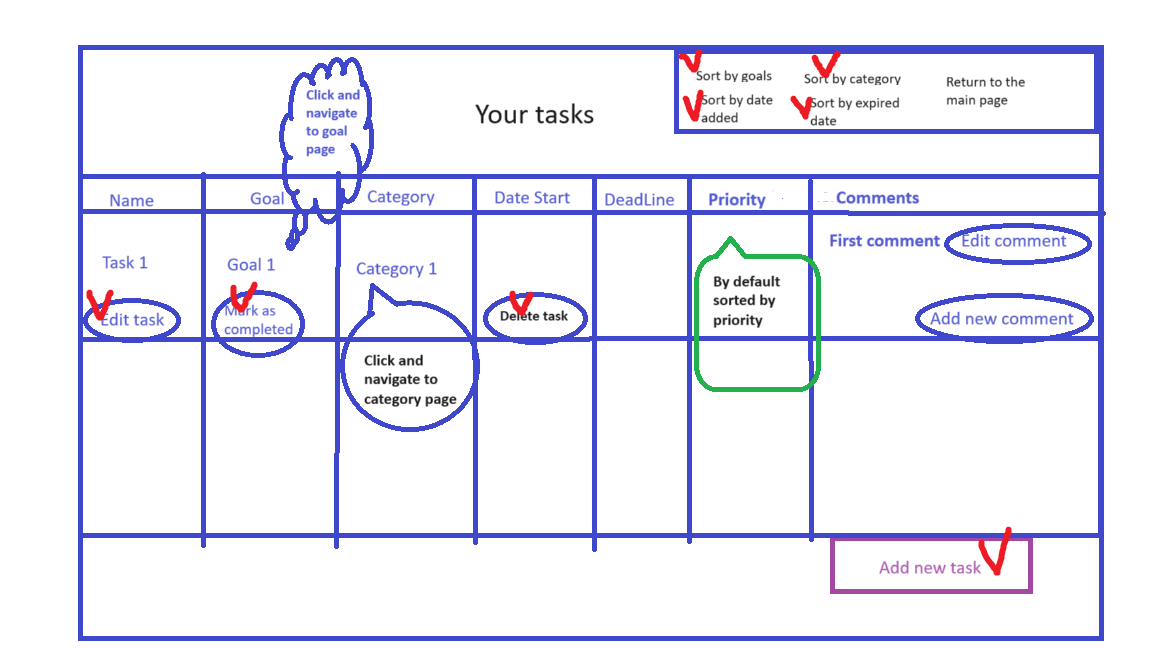 Click and
navigate
to goal
page
Your tasks
Sort by goals
Sort by category
Return to the
main page
Sort by date
added
Sort by expired
date
Name
Goal
Category
Date Start
DeadLine
Priority
Comments
First comment
Edit comment
Task 1
Goal 1
Category 1
By default
sorted by
priority
Edit task
Mark as
completed
Delete task
Add new comment
Click and
navigate to
category page
Add new task